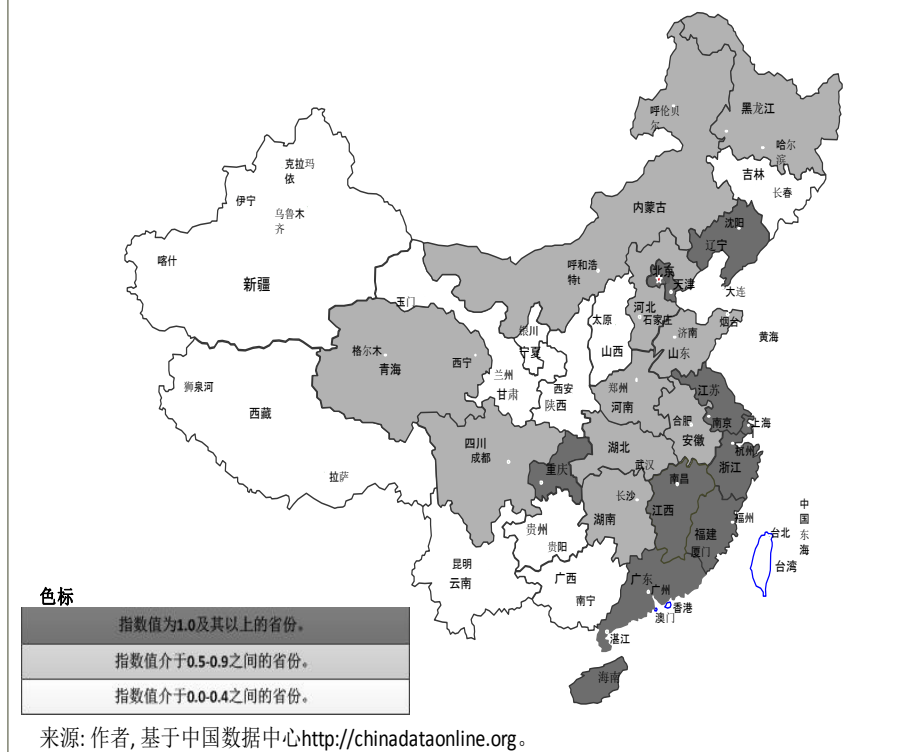 黑龙江
呼伦贝
尔
哈尔
滨
吉林
长春
克拉玛
依
伊宁
乌鲁木
齐
内蒙古
沈阳
辽宁
喀什
新疆
呼和浩
特t
北京
天津
大连
玉门
河北
石家庄
烟台
银川
太原
济南
黄海
格尔木
青海
西宁
宁夏
山西
山东
兰州
甘肃
西安
陕西
郑州
河南
江苏
狮泉河
西藏
合肥
南京
上海
安徽
杭州
四川
成都
湖北
武汉
浙江
重庆
拉萨
南昌
长沙
江西
湖南
福州
中
国
东
海
贵州
贵阳
福建
厦门
台北
台湾
昆明
云南
广西
南宁
广东
广州
香港
澳门
湛江
海南
色标
指数值为1.0及其以上的省份。
指数值介于0.5-0.9之间的省份。
指数值介于0.0-0.4之间的省份。
来源: 作者, 基于中国数据中心http://chinadataonline.org。